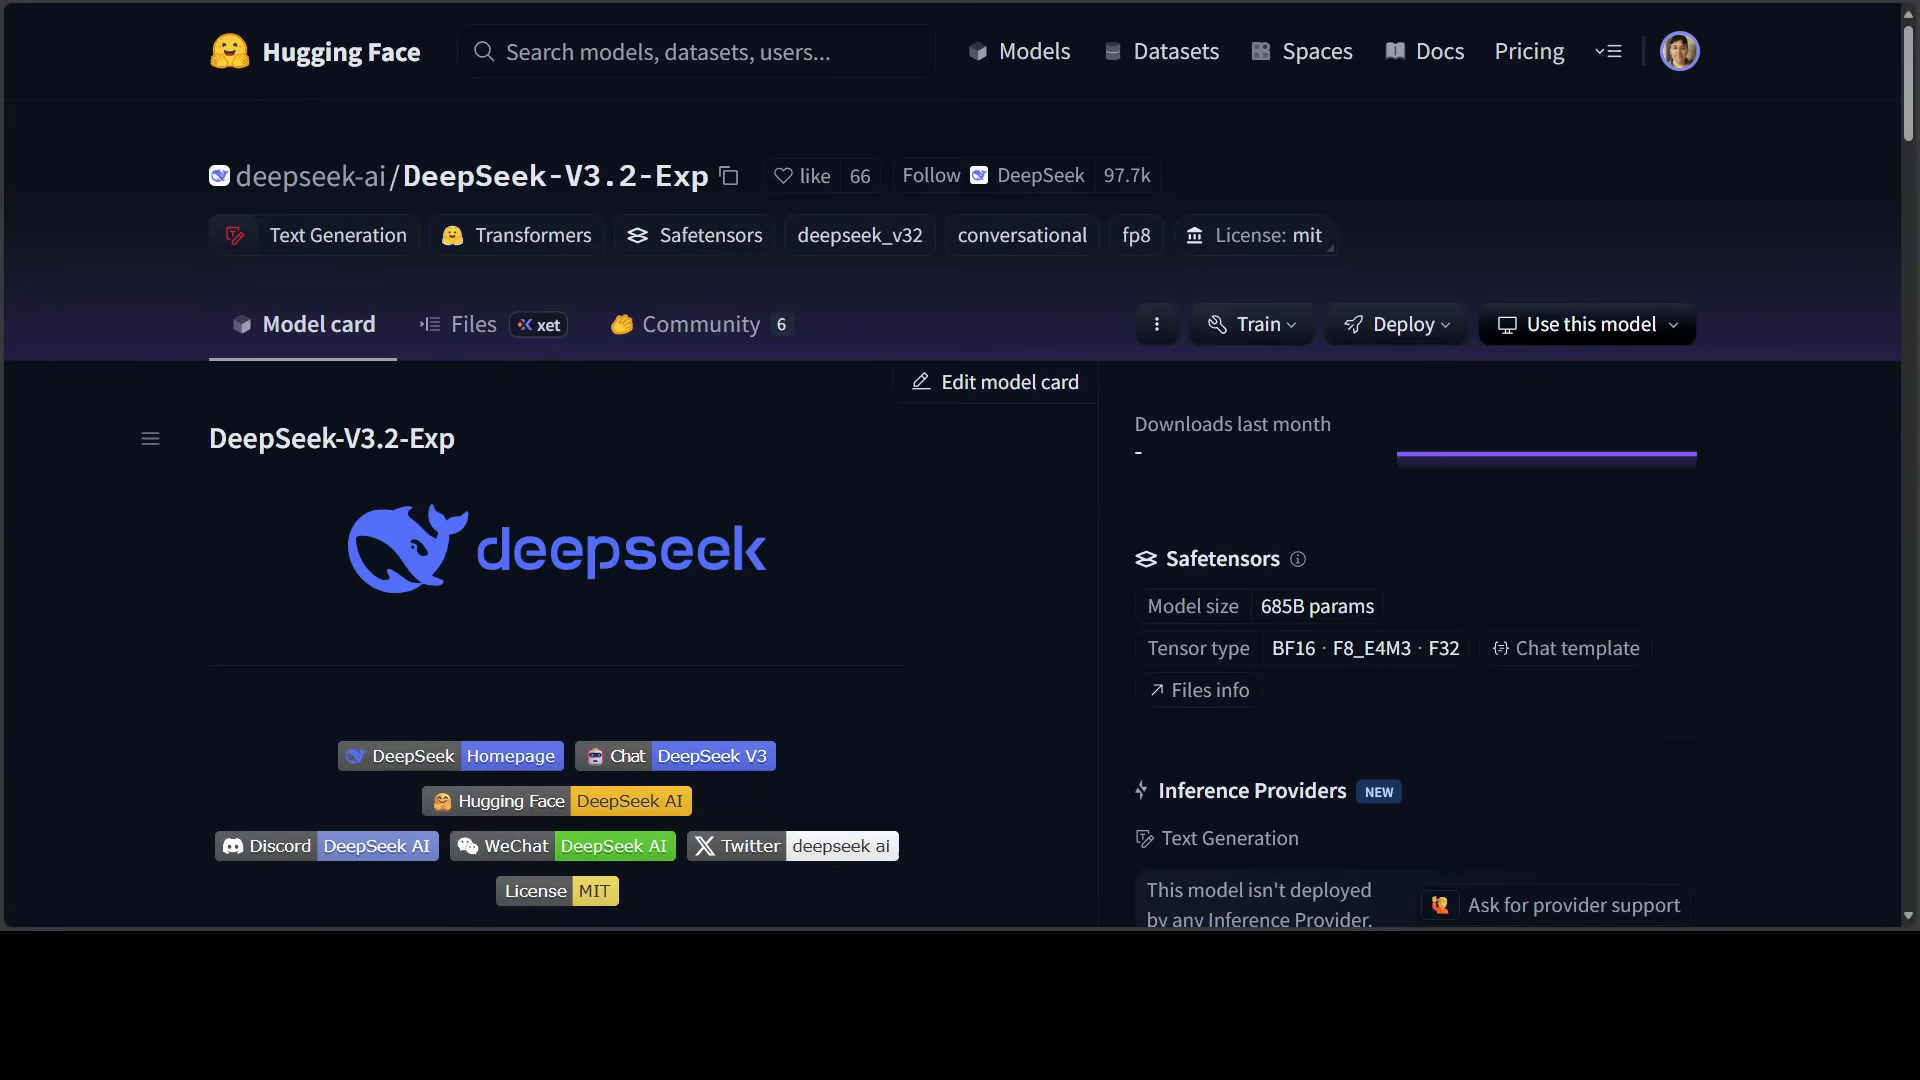 Hugging Face
Search models, datasets, users...
Models
Datasets
Spaces
Docs
Pricing
deepseek-ai/DeepSeek-V3.2-Exp
like 66
Follow DeepSeek 97.7k
Text Generation
Transformers
Safetensors
deepseek_v32
conversational
fp8
License: mit
Model card
Files xet
Community 6
Train
Deploy
Use this model
Edit model card
DeepSeek-V3.2-Exp
deepseek
DeepSeek Homepage
Chat DeepSeek V3
Hugging Face DeepSeek AI
Discord DeepSeek AI
WeChat DeepSeek AI
Twitter deepseek ai
License MIT
Downloads last month
-
Safetensors
Model size 685B params
Tensor type BF16 · F8_E4M3 · F32
Chat template
Files info
Inference Providers NEW
Text Generation
This model isn't deployed
by any Inference Provider.
Ask for provider support